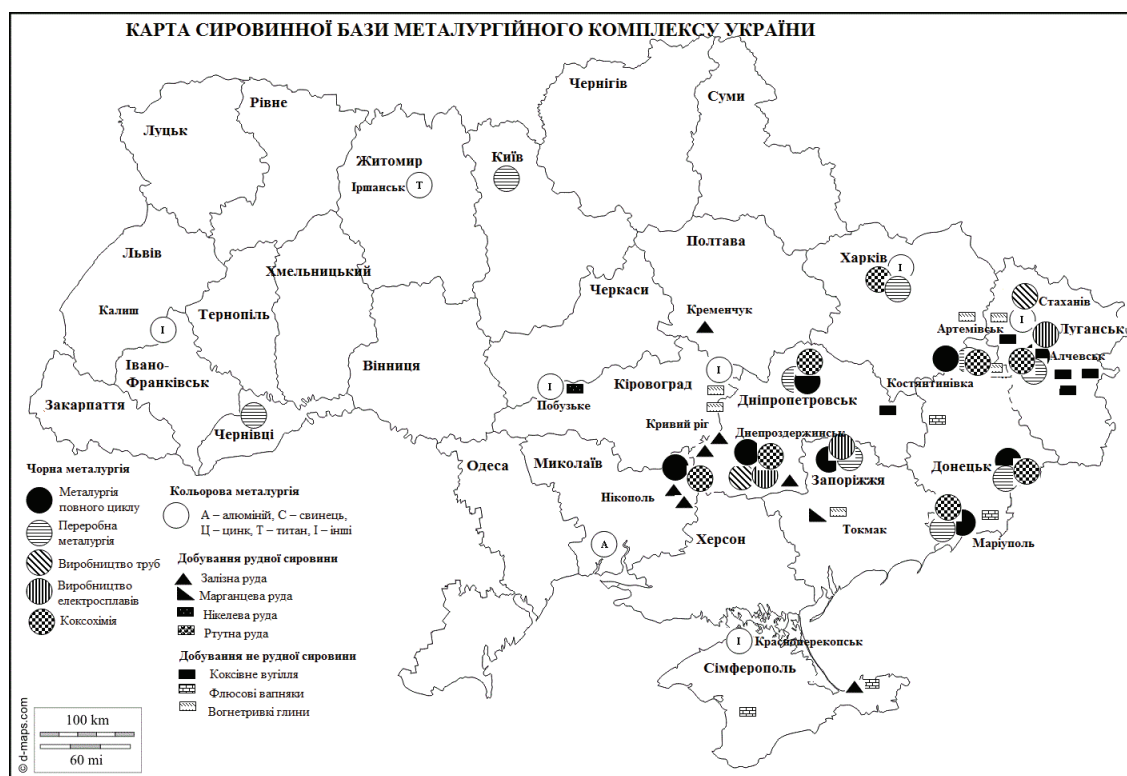 КАРТА СИРОВИННОЇ БАЗИ МЕТАЛУРГІЙНОГО КОМПЛЕКСУ УКРАЇНИ
Чернігів
Суми
Рівне
Луцьк
Житомир
Київ
Іршанськ
Т
Полтава
Львів
Хмельницький
Харків
І
Черкаси
Стаханів
Калиш
Тернопіль
Кременчук
І
Артемівськ
І
Луганськ
Івано-
Франківськ
Вінниця
Алчевськ
І
Кіровоград
І
Костянтинівка
Закарпаття
Побузьке
Дніпропетровськ
Чернівці
Кривий ріг
Днепроздержинськ
Одеса
Миколаїв
Донецьк
Запоріжжя
Нікополь
Токмак
Херсон
Маріуполь
А
І
Красноперекопськ
Сімферополь
Чорна металургія
Металургія
повного циклу
Переробна
металургія
Виробництво труб
Виробництво
електросплавів
Коксохімія
Кольорова металургія
А – алюміній, С – свинець,
Ц – цинк, Т – титан, І – інші
Добування рудної сировини
Залізна руда
Марганцева руда
Нікелева руда
Ртутна руда
Добування не рудної сировини
Коксівне вугілля
Флюсові вапняки
Вогнетривкі глини
100 km
60 mi
© d-maps.com